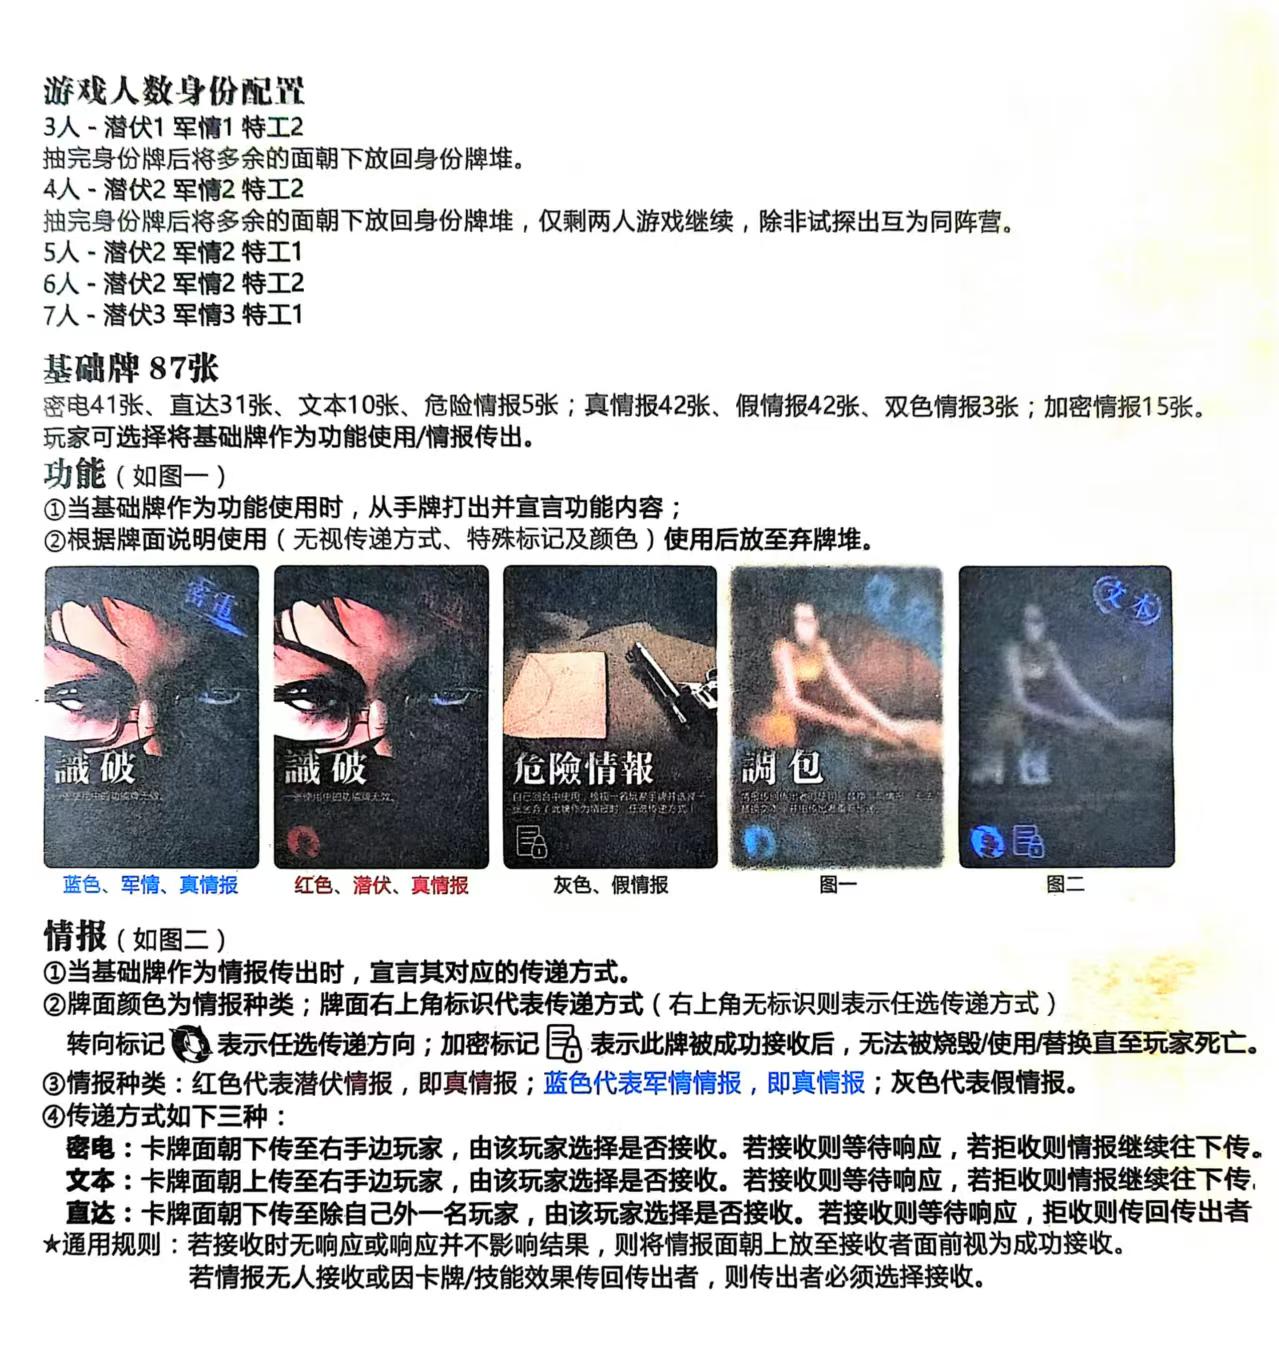 游戏人数身份配置
3人 - 潜伏1 军情1 特工2
抽完身份牌后将多余的面朝下放回身份牌堆。
4人 - 潜伏2 军情2 特工2
抽完身份牌后将多余的面朝下放回身份牌堆，仅剩两人游戏继续，除非试探出互为同阵营。
5人 - 潜伏2 军情2 特工1
6人 - 潜伏2 军情2 特工2
7人 - 潜伏3 军情3 特工1
基础牌 87张
密电41张、直达31张、文本10张、危险情报5张；真情报42张、假情报42张、双色情报3张；加密情报15张。
玩家可选择将基础牌作为功能使用/情报传出。
功能（如图一）
①当基础牌作为功能使用时，从手牌打出并宣言功能内容；
②根据牌面说明使用（无视传递方式、特殊标记及颜色）使用后放至弃牌堆。
密電
文本
識破
識破
危險情報
調包
蓝色、军情、真情报
红色、潜伏、真情报
灰色、假情报
图一
图二
情报（如图二）
①当基础牌作为情报传出时，宣言其对应的传递方式。
②牌面颜色为情报种类；牌面右上角标识代表传递方式（右上角无标识则表示任选传递方式）
转向标记 表示任选传递方向；加密标记 表示此牌被成功接收后，无法被烧毁/使用/替换直至玩家死亡。
③情报种类：红色代表潜伏情报，即真情报；蓝色代表军情情报，即真情报；灰色代表假情报。
④传递方式如下三种：
密电：卡牌面朝下传至右手边玩家，由该玩家选择是否接收。若接收则等待响应，若拒收则情报继续往下传。
文本：卡牌面朝上传至右手边玩家，由该玩家选择是否接收。若接收则等待响应，若拒收则情报继续往下传.
直达：卡牌面朝下传至除自己外一名玩家，由该玩家选择是否接收。若接收则等待响应，拒收则传回传出者
★通用规则：若接收时无响应或响应并不影响结果，则将情报面朝上放至接收者面前视为成功接收。
若情报无人接收或因卡牌/技能效果传回传出者，则传出者必须选择接收。